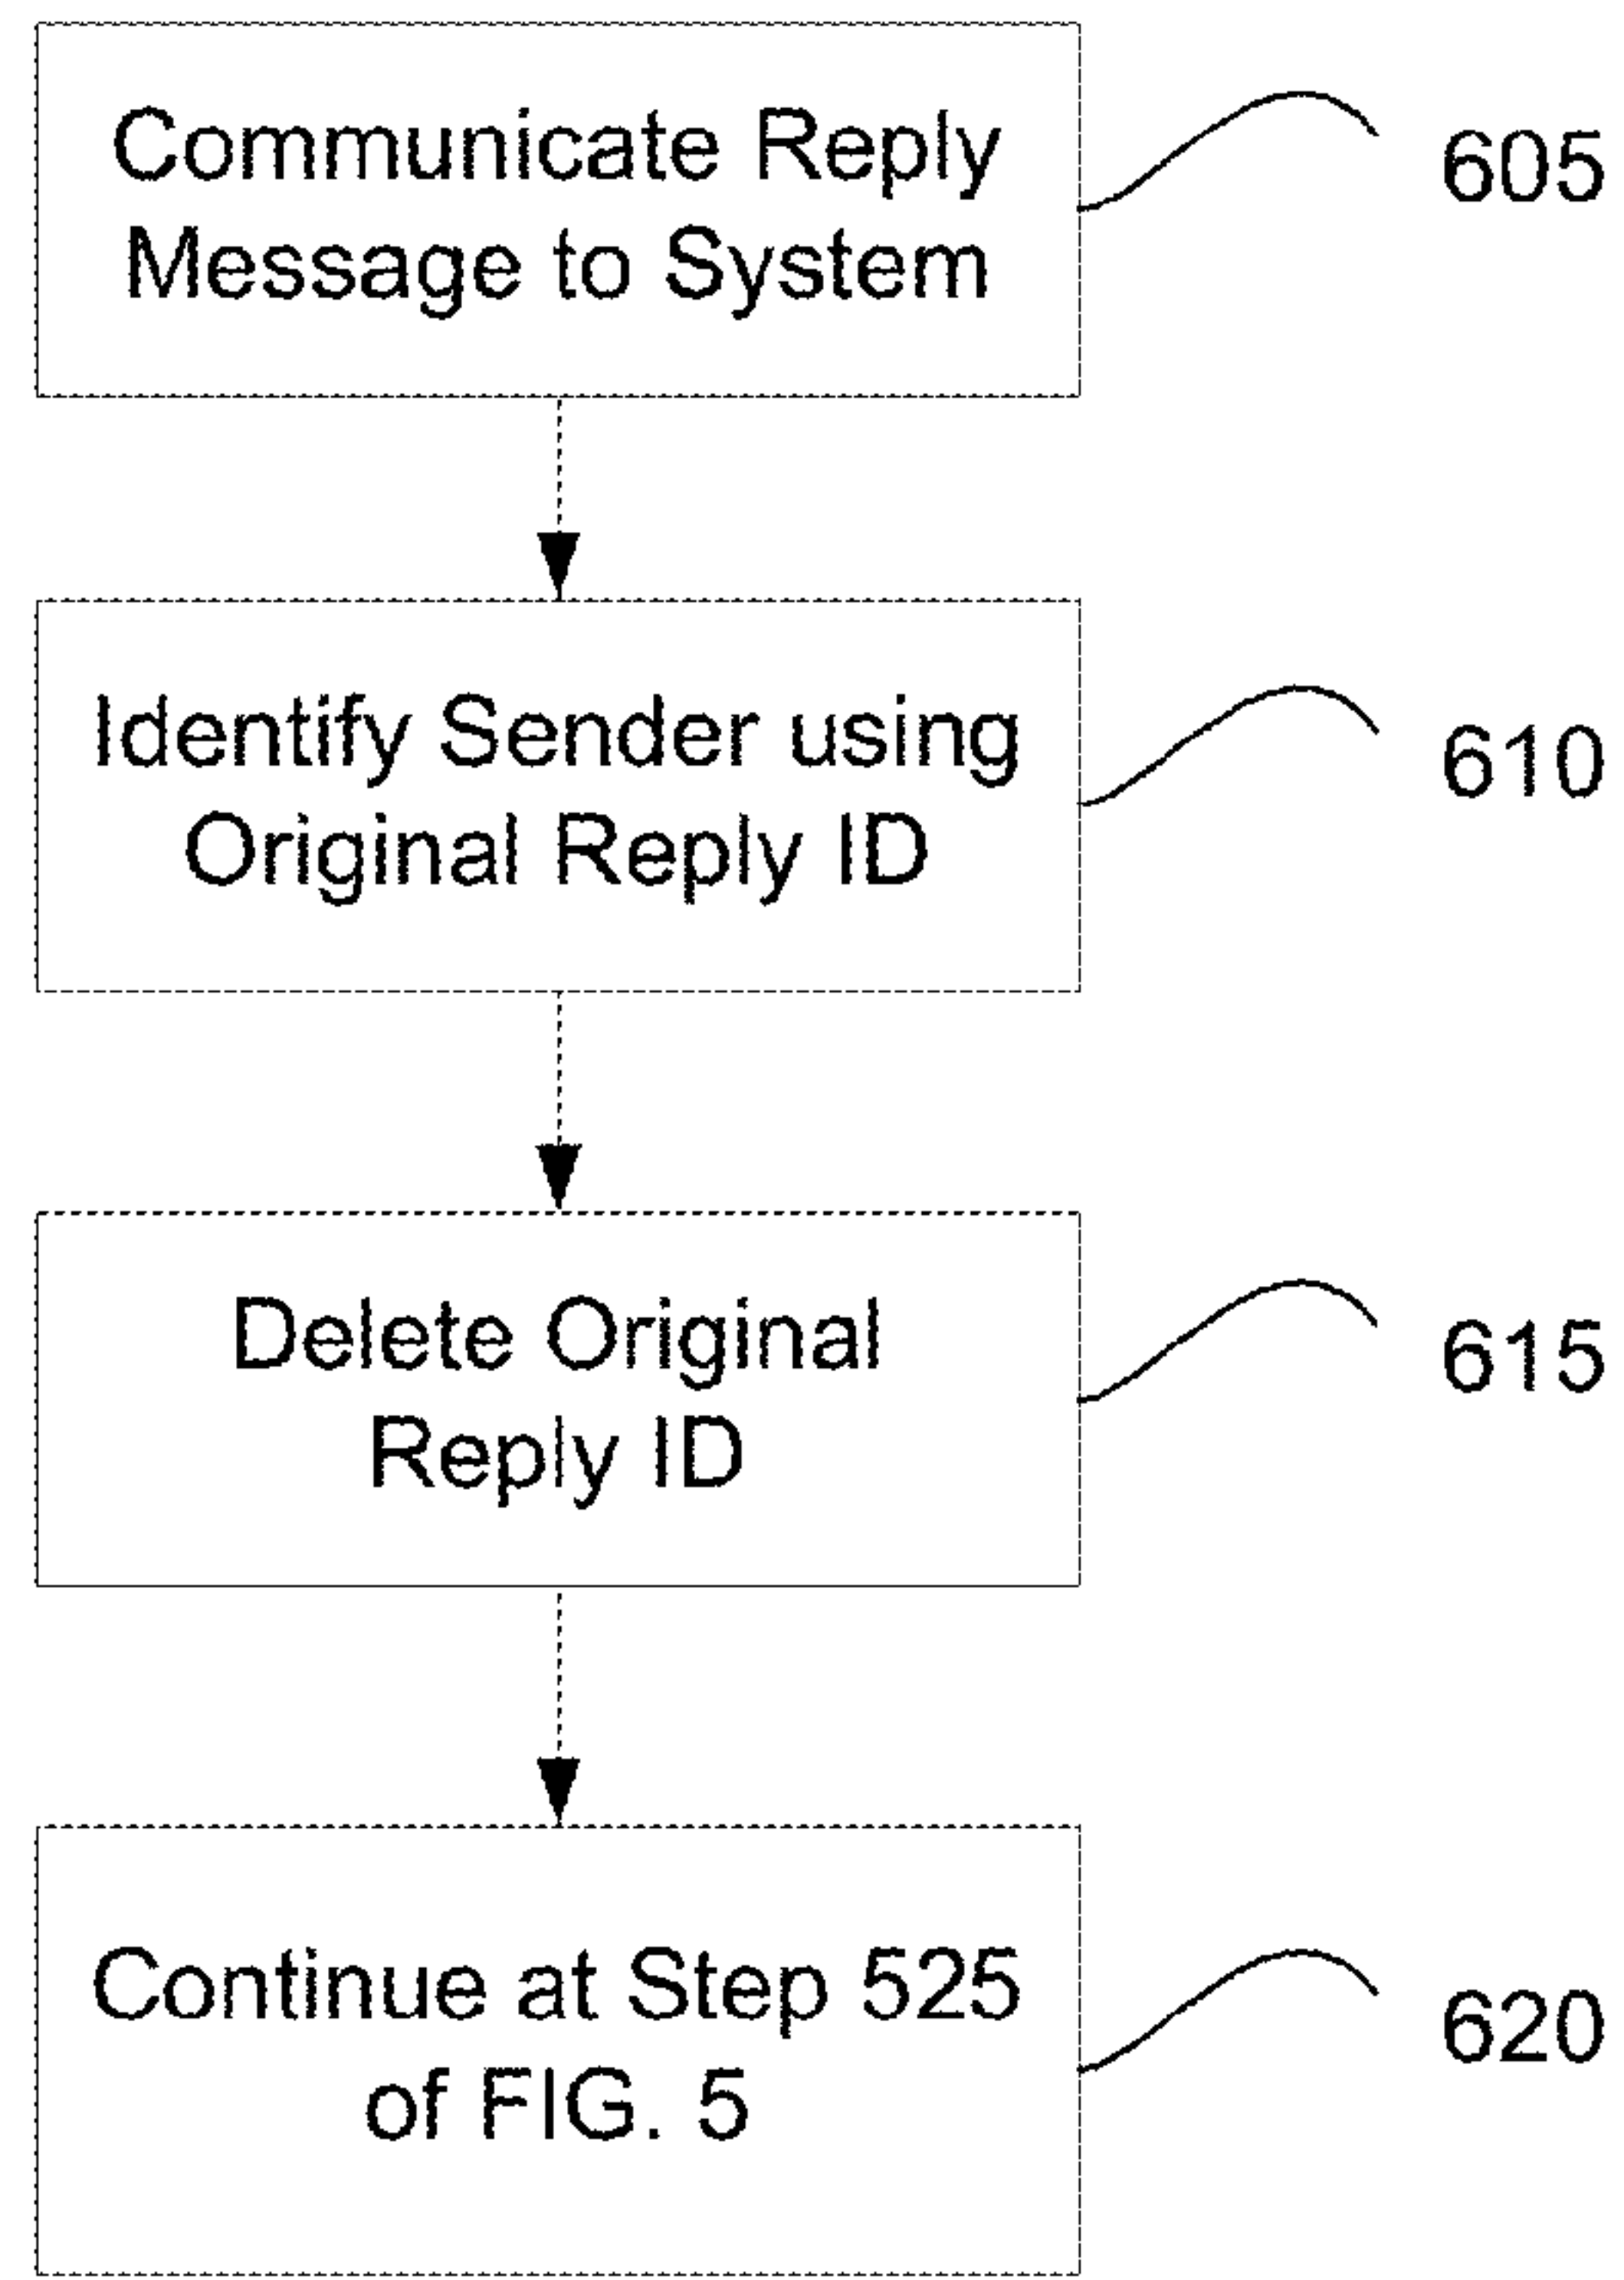 Communicate Reply
Message to System
605
Identify Sender using
Original Reply ID
610
Delete Original
Reply ID
615
Continue at Step 525
of FIG. 5
620